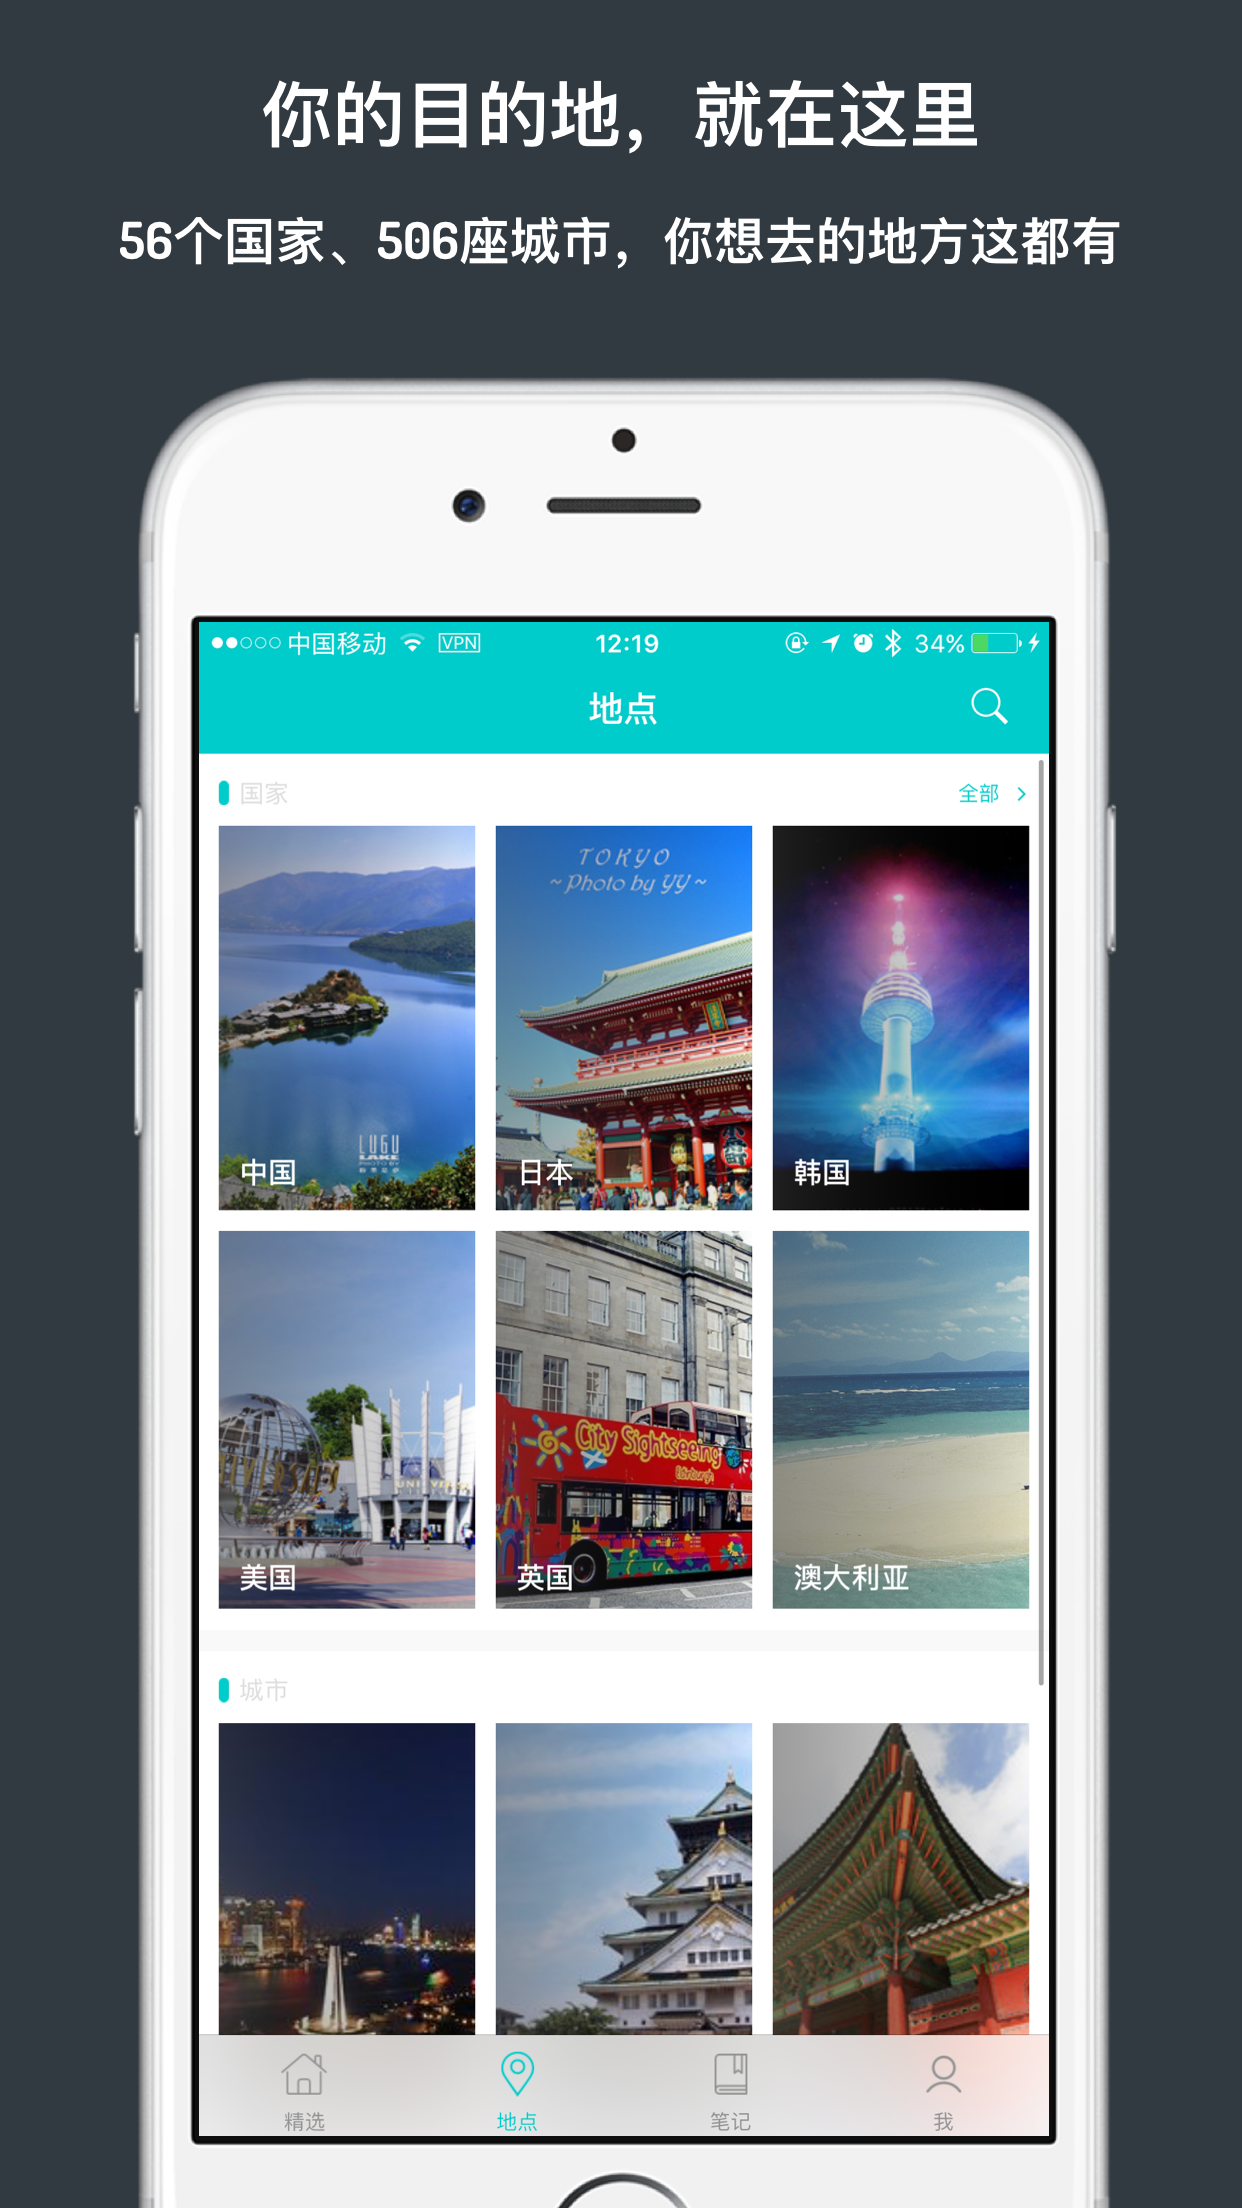 你的目的地，就在这里
56个国家、506座城市，你想去的地方这都有
中国移动 VPN 12:19 34%
地点
国家 全部
TOKYO
~Photo by YY~
LUGU
LAKE
中国 日本 韩国
City Sightseeing
Edinburgh
美国 英国 澳大利亚
城市
精选 地点 笔记 我